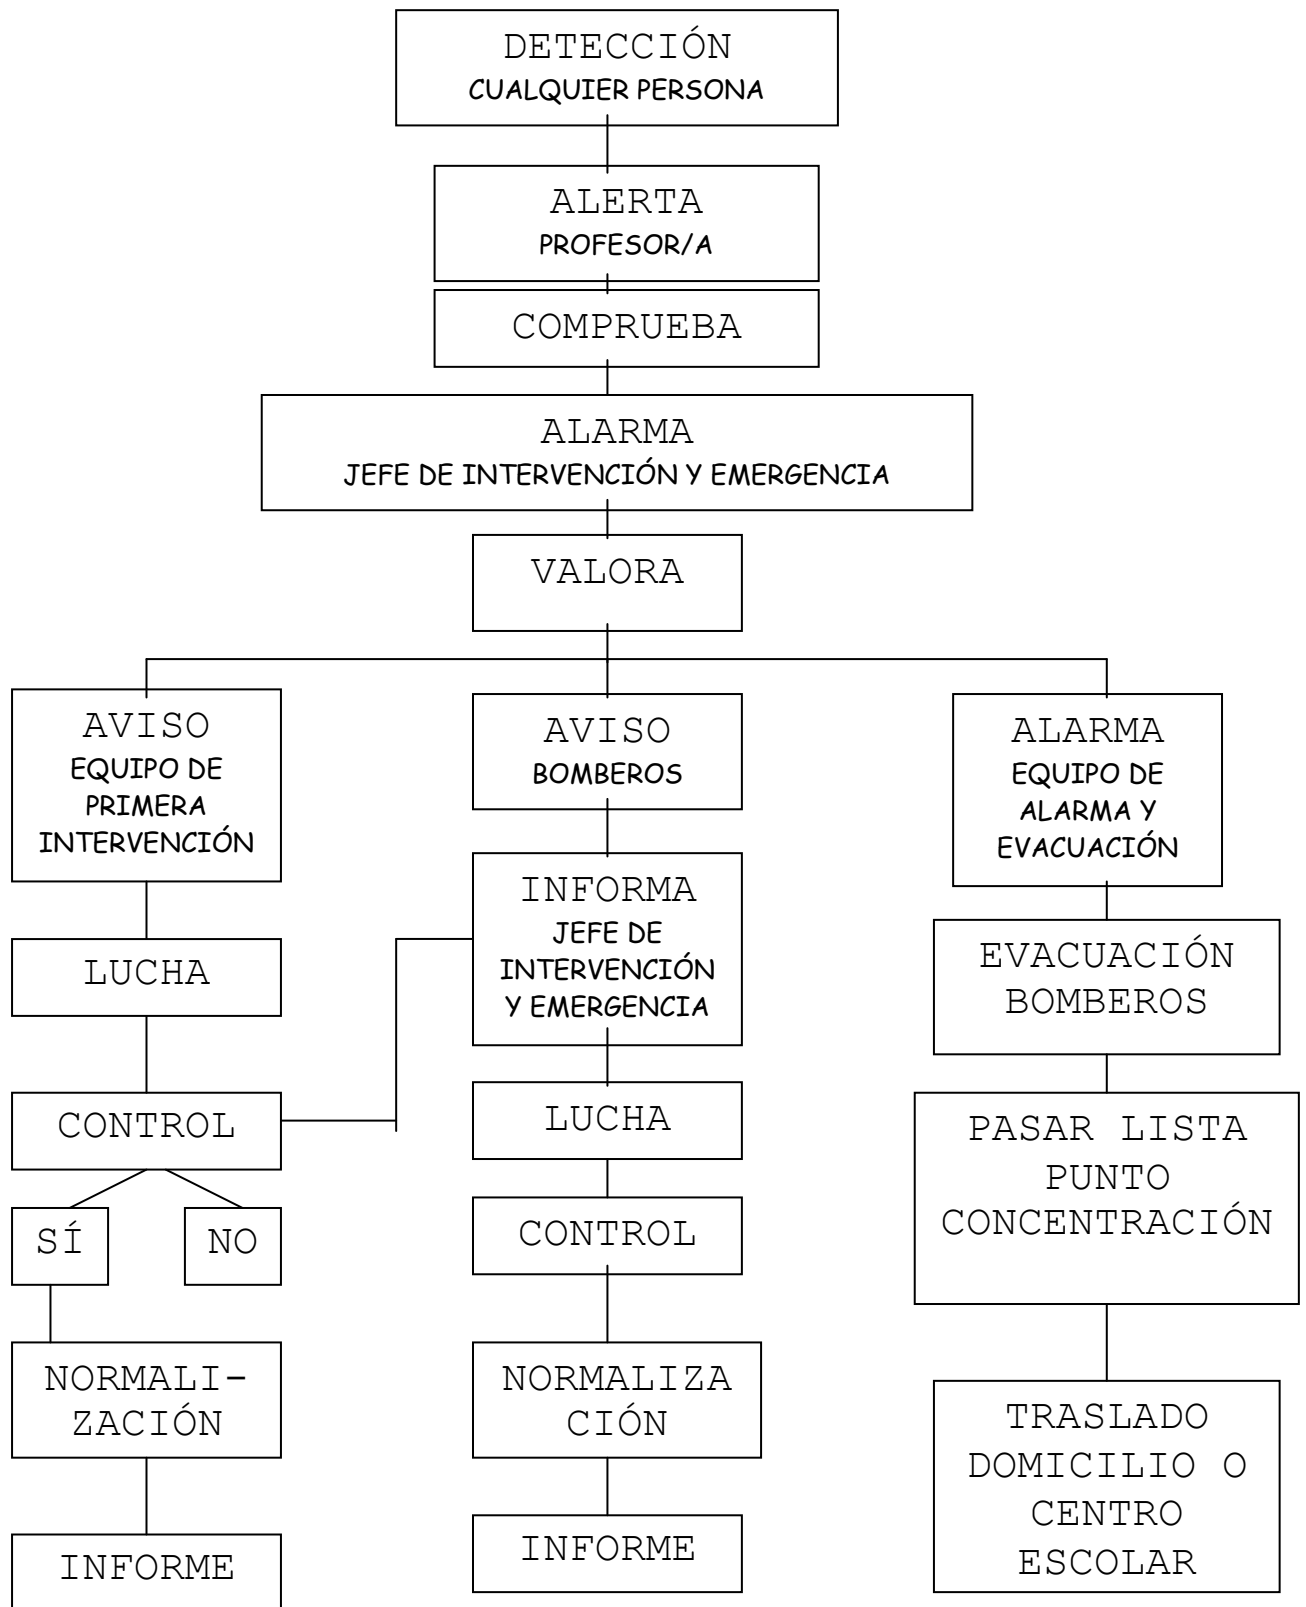 DETECCIÓN
CUALQUIER PERSONA
ALERTA
PROFESOR/A
COMPRUEBA
ALARMA
JEFE DE INTERVENCIÓN Y EMERGENCIA
VALORA
AVISO
EQUIPO DE
PRIMERA
INTERVENCIÓN
LUCHA
CONTROL
SÍ
NO
NORMALI-
ZACIÓN
INFORME
AVISO
BOMBEROS
INFORMA
JEFE DE
INTERVENCIÓN
Y EMERGENCIA
LUCHA
CONTROL
NORMALIZA
CIÓN
INFORME
ALARMA
EQUIPO DE
ALARMA Y
EVACUACIÓN
EVACUACIÓN
BOMBEROS
PASAR LISTA
PUNTO
CONCENTRACIÓN
TRASLADO
DOMICILIO O
CENTRO
ESCOLAR